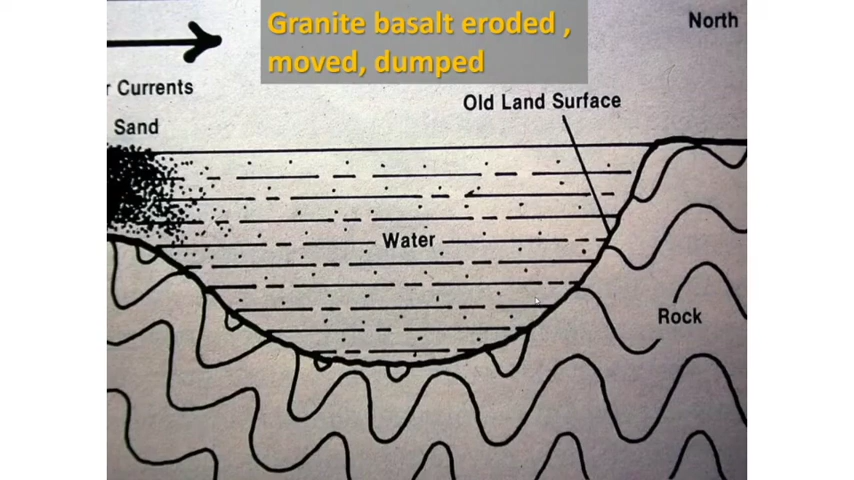 Granite basalt eroded ,
moved, dumped
North
r Currents
Old Land Surface
Sand
Water
Rock